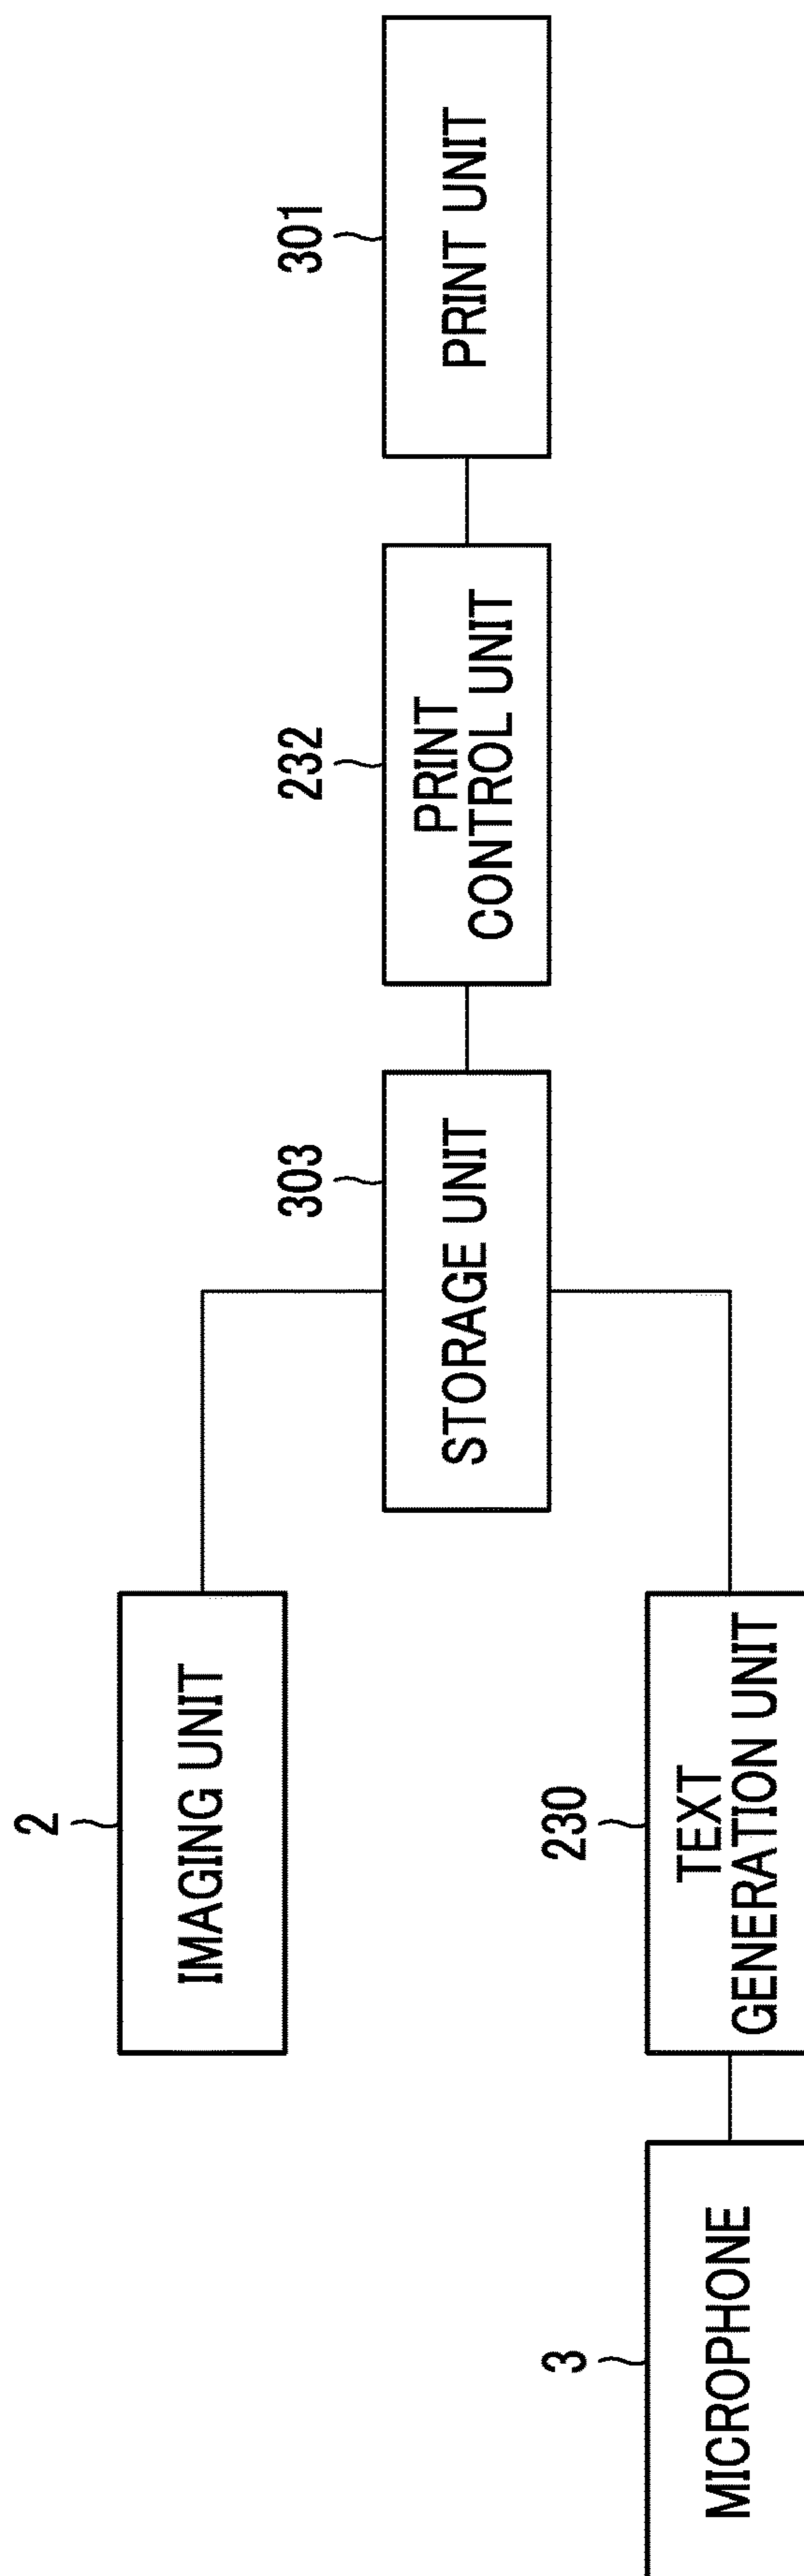 2
IMAGING UNIT
3
MICROPHONE
230
TEXT
GENERATION UNIT
303
STORAGE UNIT
232
PRINT
CONTROL UNIT
301
PRINT UNIT